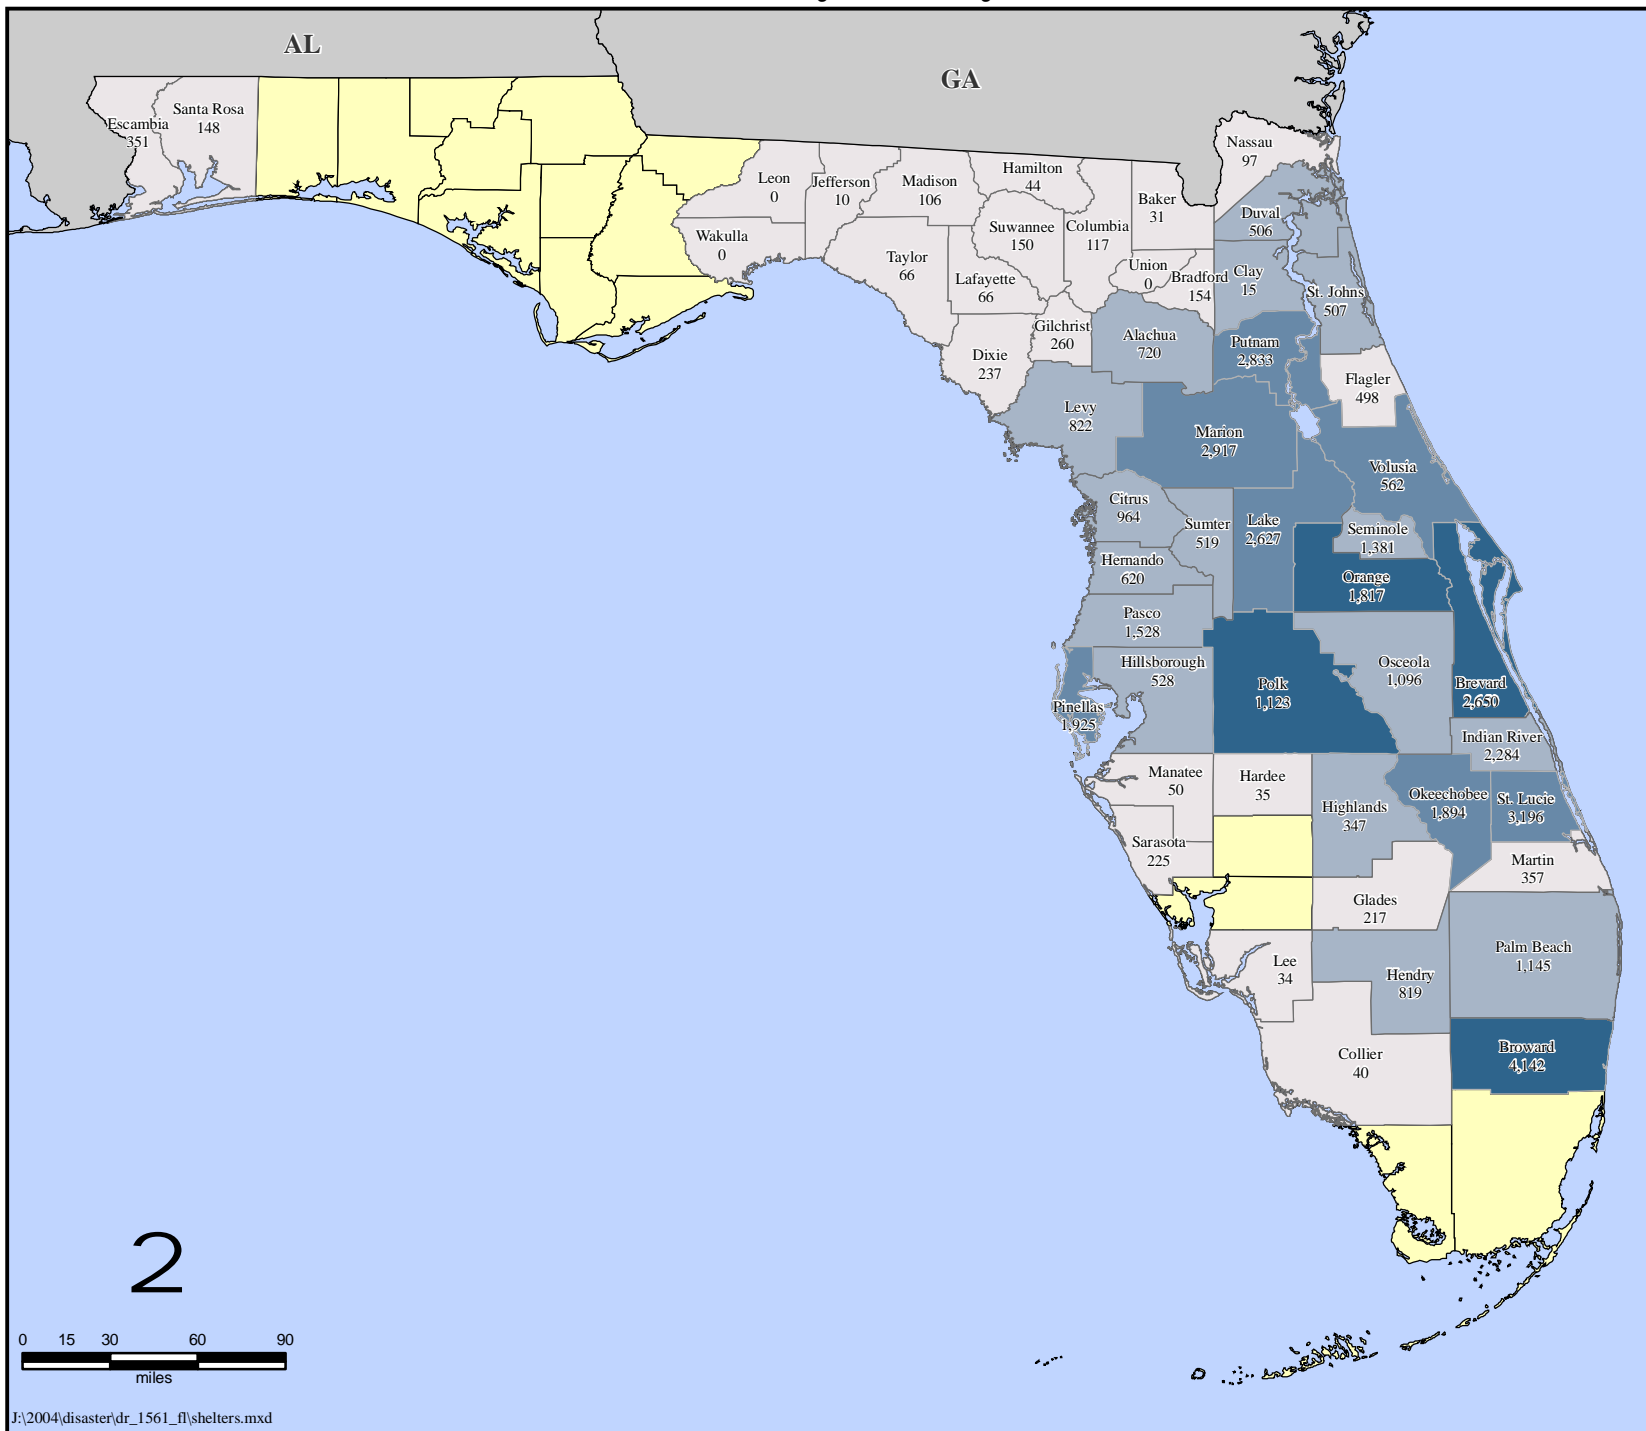 AL
GA
Escambia
351
Santa Rosa
148
Leon
0
Jefferson
10
Madison
106
Hamilton
44
Baker
31
Nassau
97
Wakulla
0
Taylor
66
Suwannee
150
Columbia
117
Lafayette
66
Union
0
Bradford
154
Duval
506
Clay
15
St. Johns
507
Dixie
237
Gilchrist
260
Alachua
720
Putnam
2,833
Flagler
498
Levy
822
Marion
2,917
Volusia
562
Citrus
964
Sumter
519
Lake
2,627
Seminole
1,381
Hernando
620
Orange
1,817
Pasco
1,528
Hillsborough
528
Polk
1,123
Osceola
1,096
Brevard
2,650
Pinellas
1,925
Indian River
2,284
Manatee
50
Hardee
35
Highlands
347
Okeechobee
1,894
St. Lucie
3,196
Sarasota
225
Martin
357
Glades
217
Lee
34
Hendry
819
Palm Beach
1,145
Collier
40
Broward
4,142
2
0 15 30 60 90
miles
J:\2004\disaster\dr_1561_fl\shelters.mxd